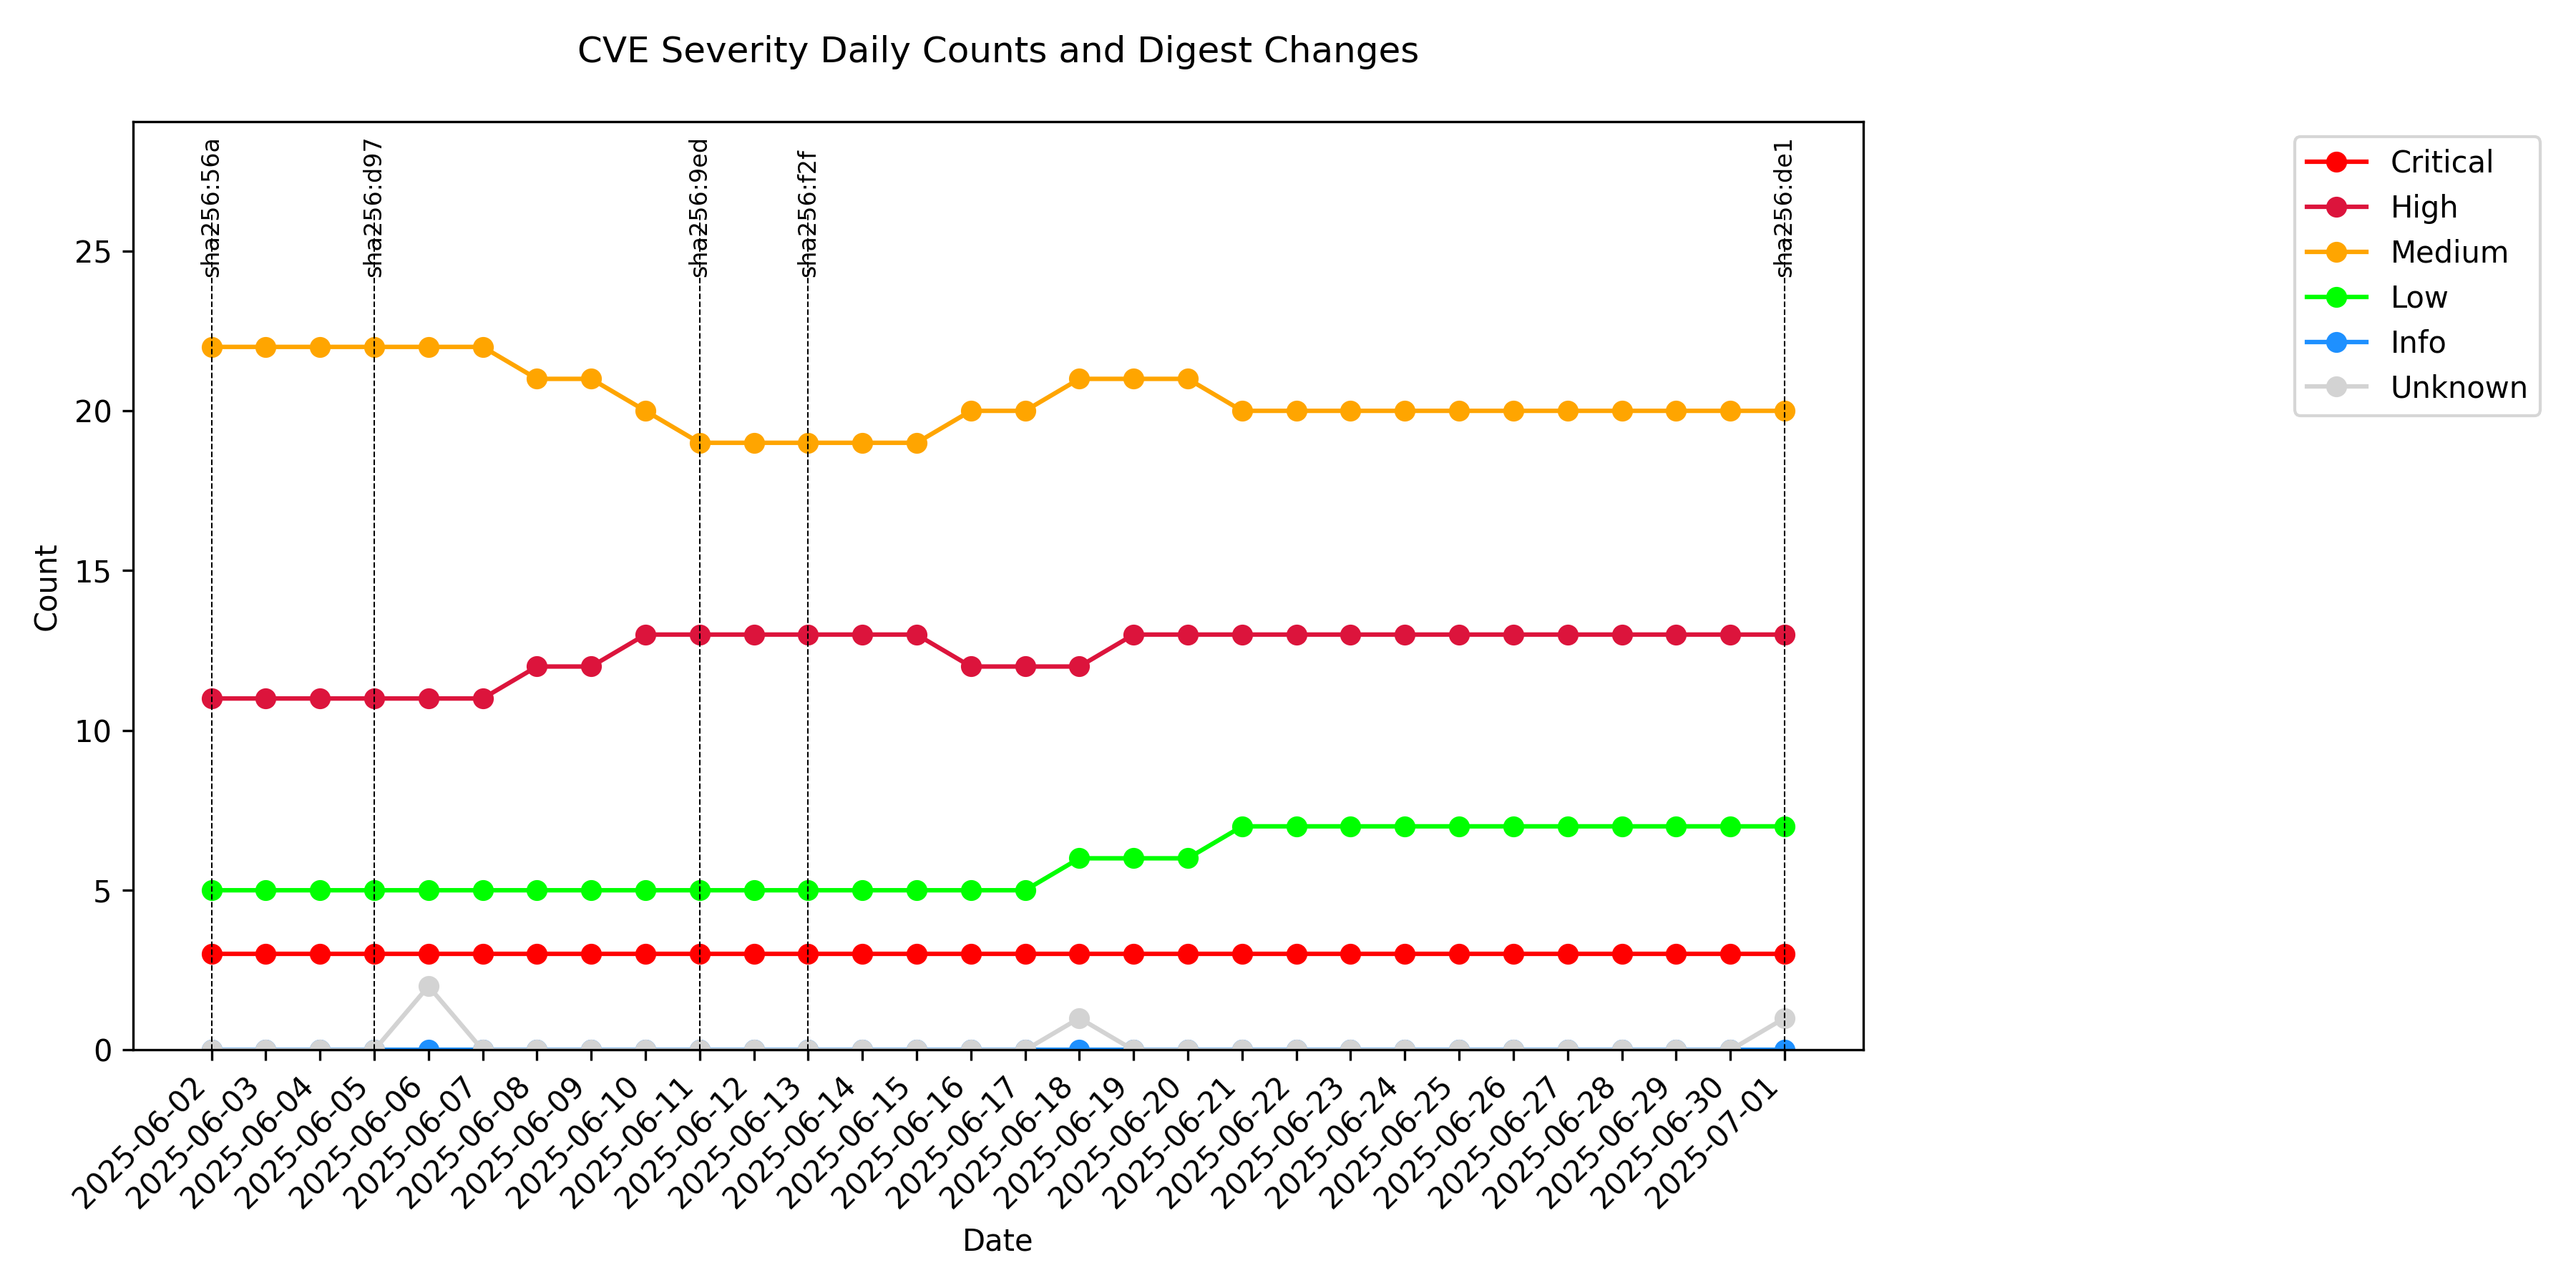 CVE Severity Daily Counts and Digest Changes
sha256:56a
sha256:d97
sha256:9ed
sha256:f2f
sha256:de1
Critical
High
Medium
Low
Info
Unknown
Count
25
20
15
10
5
0
2025-06-02
2025-06-03
2025-06-04
2025-06-05
2025-06-06
2025-06-07
2025-06-08
2025-06-09
2025-06-10
2025-06-11
2025-06-12
2025-06-13
2025-06-14
2025-06-15
2025-06-16
2025-06-17
2025-06-18
2025-06-19
2025-06-20
2025-06-21
2025-06-22
2025-06-23
2025-06-24
2025-06-25
2025-06-26
2025-06-27
2025-06-28
2025-06-29
2025-06-30
2025-07-01
Date